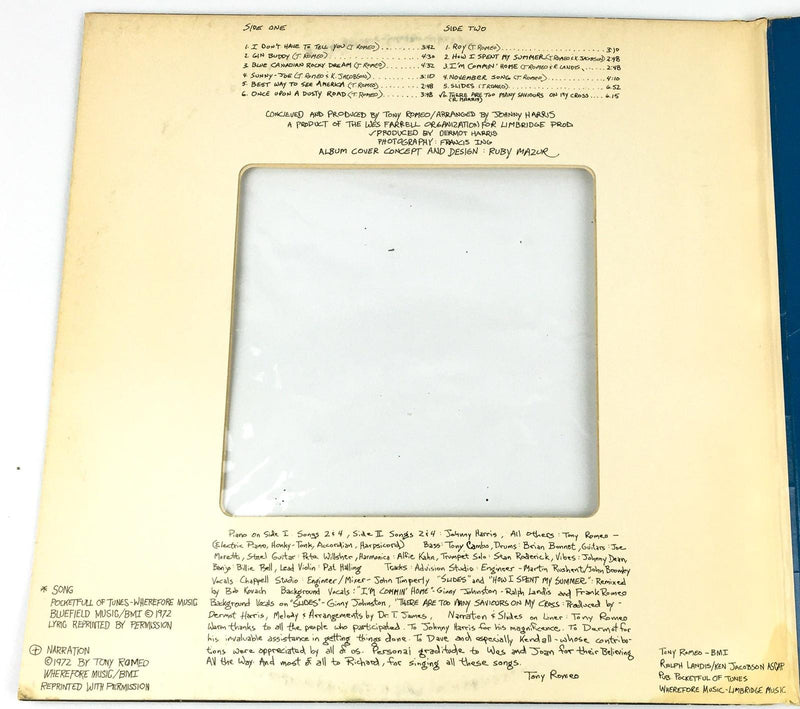 SIDE ONE
1. I DON'T HAVE TO TELL YOU (T. ROMEO)........ 3:42
2. GIN BUDDY (T. ROMEO)........ 4:30
3. BLUE CANADIAN ROCKY DREAM (T. ROMEO)........ 4:32
4. SUNNY-JOE (T. ROMEO & K. JACOBSON)........ 3:10
5. BEST WAY TO SEE AMERICA (T. ROMEO)........ 2:48
6. ONCE UPON A DUSTY ROAD (T. ROMEO)........ 3:48
SIDE TWO
1. ROY (T. ROMEO)........ 3:10
2. HOW I SPENT MY SUMMER (T. ROMEO & K. JACOBSON) 2:48
3. I'M COMMIN' HOME (T. ROMEO & R. LANDIS.... 2:48
4. NOVEMBER SONG (T. ROMEO)........ 4:10
5. SLIDES (T. ROMEO)........ 6:52
√6. THERE ARE TOO MANY SAVIOURS ON MY CROSS... 6:15
(R. HARRIS)
CONCIEVED AND PRODUCED BY TONY ROMEO/ARRANGED BY JOHNNY HARRIS
A PRODUCT OF THE WES FARRELL ORGANIZATION FOR LIMBRIDGE PROD
√PRODUCED BY DERMOT HARRIS
PHOTOGRAPHY: FRANCIS ING
ALBUM COVER CONCEPT AND DESIGN: RUBY MAZUR
Piano on Side I Songs 2 & 4, Side II Songs 2 & 4: Johnny Harris, All Others: Tony Romeo -
(Electric Piano, Honky-Tonk, Accordian, Harpsicord) Bass: Tony Cambo, Drums: Brian Bennet, Guitars: Joe
Moretti, Steel Guitar: Pete Willsher, Harmonica: Alfie Kahn, Trumpet Solo: Stan Roderick, Vibes: Johnny Dean,
Banjo Billie Bell, Lead Violin: Pat Halling Tracks: Advision Studio: Engineer - Martin Rushent/John
Vocals Chappell Studio: Engineer/Mixer - John Timperly "SLIDES" and "HOW I SPENT MY SUMMER": Remixed
by Bob Kovach Background Vocals: "I'M COMMIN' HOME" - Ginny Johnston - Ralph Landis and Frank Romeo
Background Vocals on "SLIDES" - Ginny Johnston, THERE ARE TOO MANY SAVIOURS ON MY CROSS: Produced by -
Dermot Harris, Melody & Arrangements by Dr. T. James, Narration & Slides on Liner: Tony Romeo
Warm thanks to all the people who participated. To Johnny Harris for his magnificence. To Dermot for
his invaluable assistance in getting things done. To Dave and especially Kendall - whose contribu-
tions were appreciated by all of us. Personal graditude to Wes and Joan for their Believing
All the Way. And most of all to Richard, for singing all these songs.
Tony Romeo
* SONG
POCKETFULL OF TUNES - WHEREFORE MUSIC
BLUEFIELD MUSIC/BMI © 1972
LYRIC REPRINTED BY PERMISSION
⊕ NARRATION
© 1972 BY TONY ROMEO
WHEREFORE MUSIC/BMI
REPRINTED WITH PERMISSION
TONY ROMEO - BMI
RALPH LANDIS/KEN JACOBSON ASCAP
PUB. POCKETFUL OF TUNES
WHEREFORE MUSIC - LIMBRIDGE MUSIC